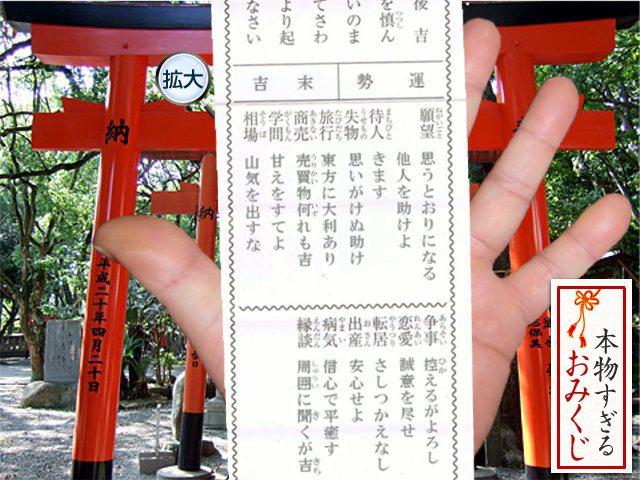 後吉
を慎ん
いのま
てさわ
より起
なさい
運勢
末吉
願望 思うとおりになる
他人を助けよ
待人 きます
失物 思いがけぬ助け
旅行 東方に大利あり
商売 売買物何れも吉
学問 甘えをすてよ
相場 山気を出すな
争事 控えるがよろし
恋愛 誠意を尽せ
転居 さしつかえなし
出産 安心せよ
病気 信心で平癒す
縁談 周囲に聞くが吉
拡大
納
平成二十年四月二十日
納
本物すぎる
おみくじ